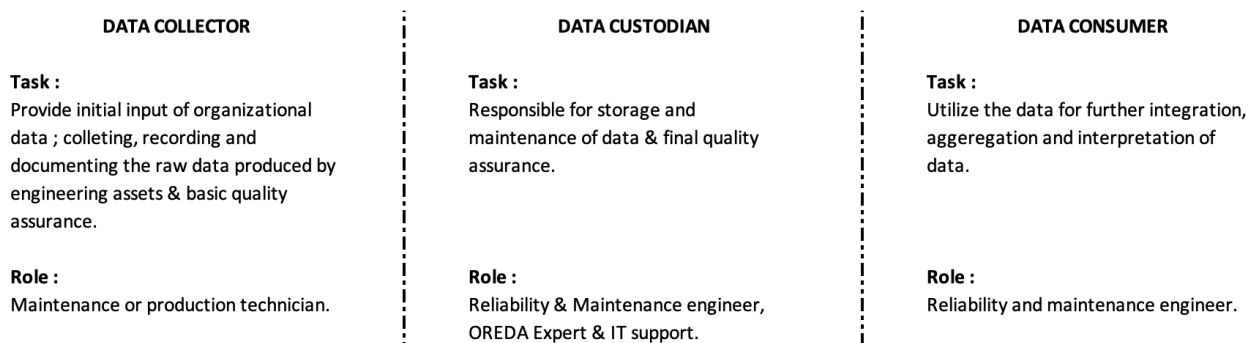 DATA COLLECTOR
Task :
Provide initial input of organizational
data ; colleting, recording and
documenting the raw data produced by
engineering assets & basic quality
assurance.
Role :
Maintenance or production technician.
DATA CUSTODIAN
Task :
Responsible for storage and
maintenance of data & final quality
assurance.
Role :
Reliability & Maintenance engineer,
OREDA Expert & IT support.
DATA CONSUMER
Task :
Utilize the data for further integration,
aggeregation and interpretation of
data.
Role :
Reliability and maintenance engineer.